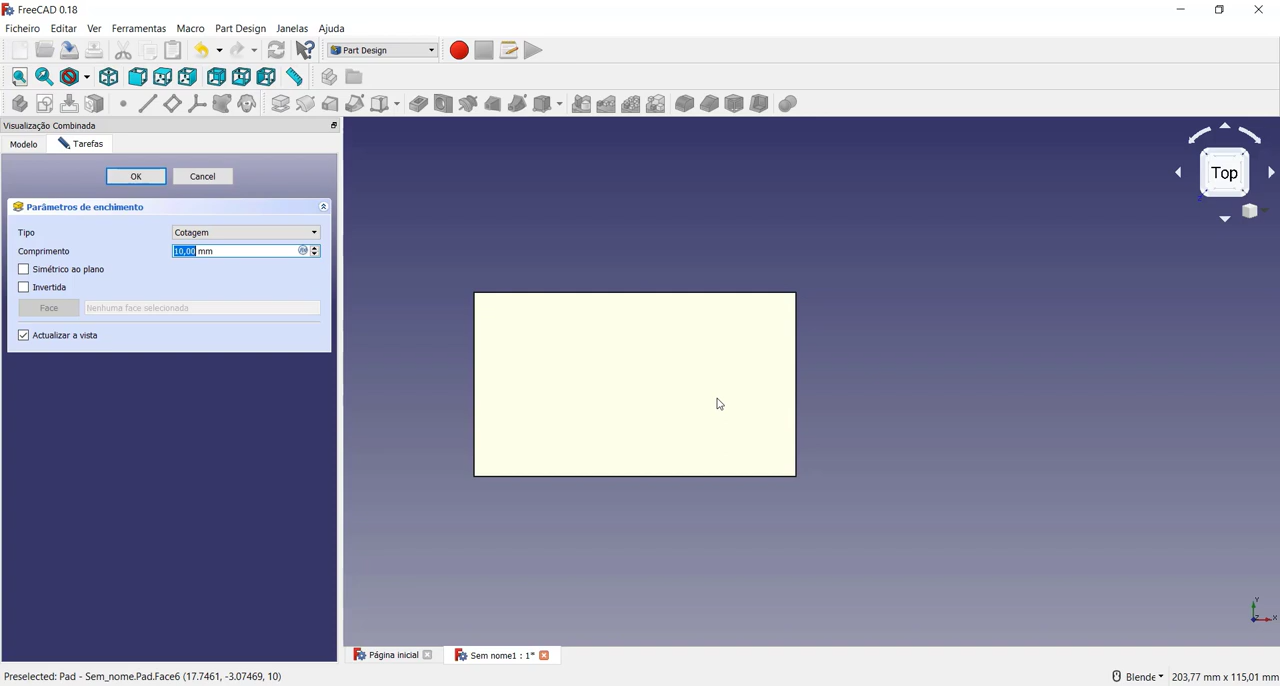 FreeCAD 0.18
Ficheiro Editar Ver Ferramentas Macro Part Design Janelas Ajuda
Part Design
Visualização Combinada
Modelo Tarefas
OK Cancel
Parâmetros de enchimento
Tipo Cotagem
Comprimento 10,00 mm
Simétrico ao plano
Invertida
Face Nenhuma face selecionada
Actualizar a vista
Top
Y
Z X
Página inicial Sem nome1 : 1*
Preselected: Pad - Sem_nome.Pad.Face6 (17.7461, -3.07469, 10) Blende 203,77 mm x 115,01 mm